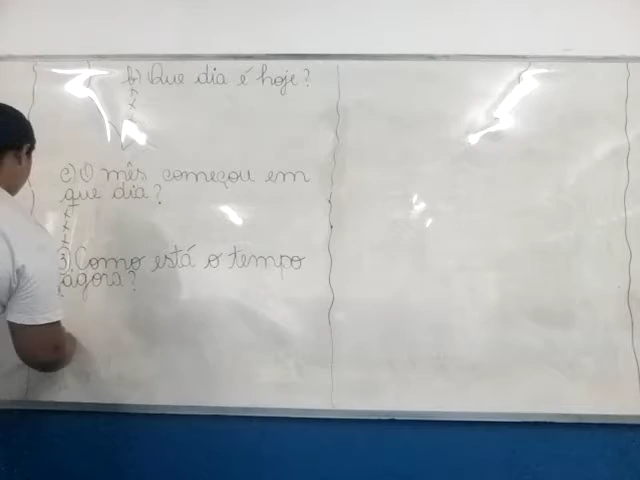 b) Que dia é hoje?
x
x
x
c) O mês começou em
que dia?
x
x
x
3) Como está o tempo
agora?